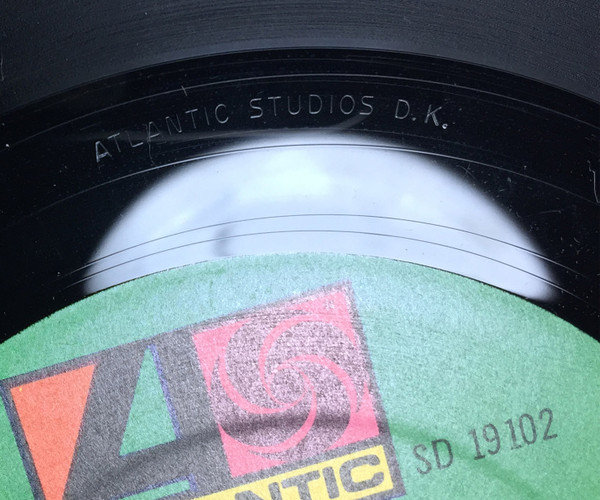 ATLANTIC STUDIOS D.K.
SD 19102
ANTIC